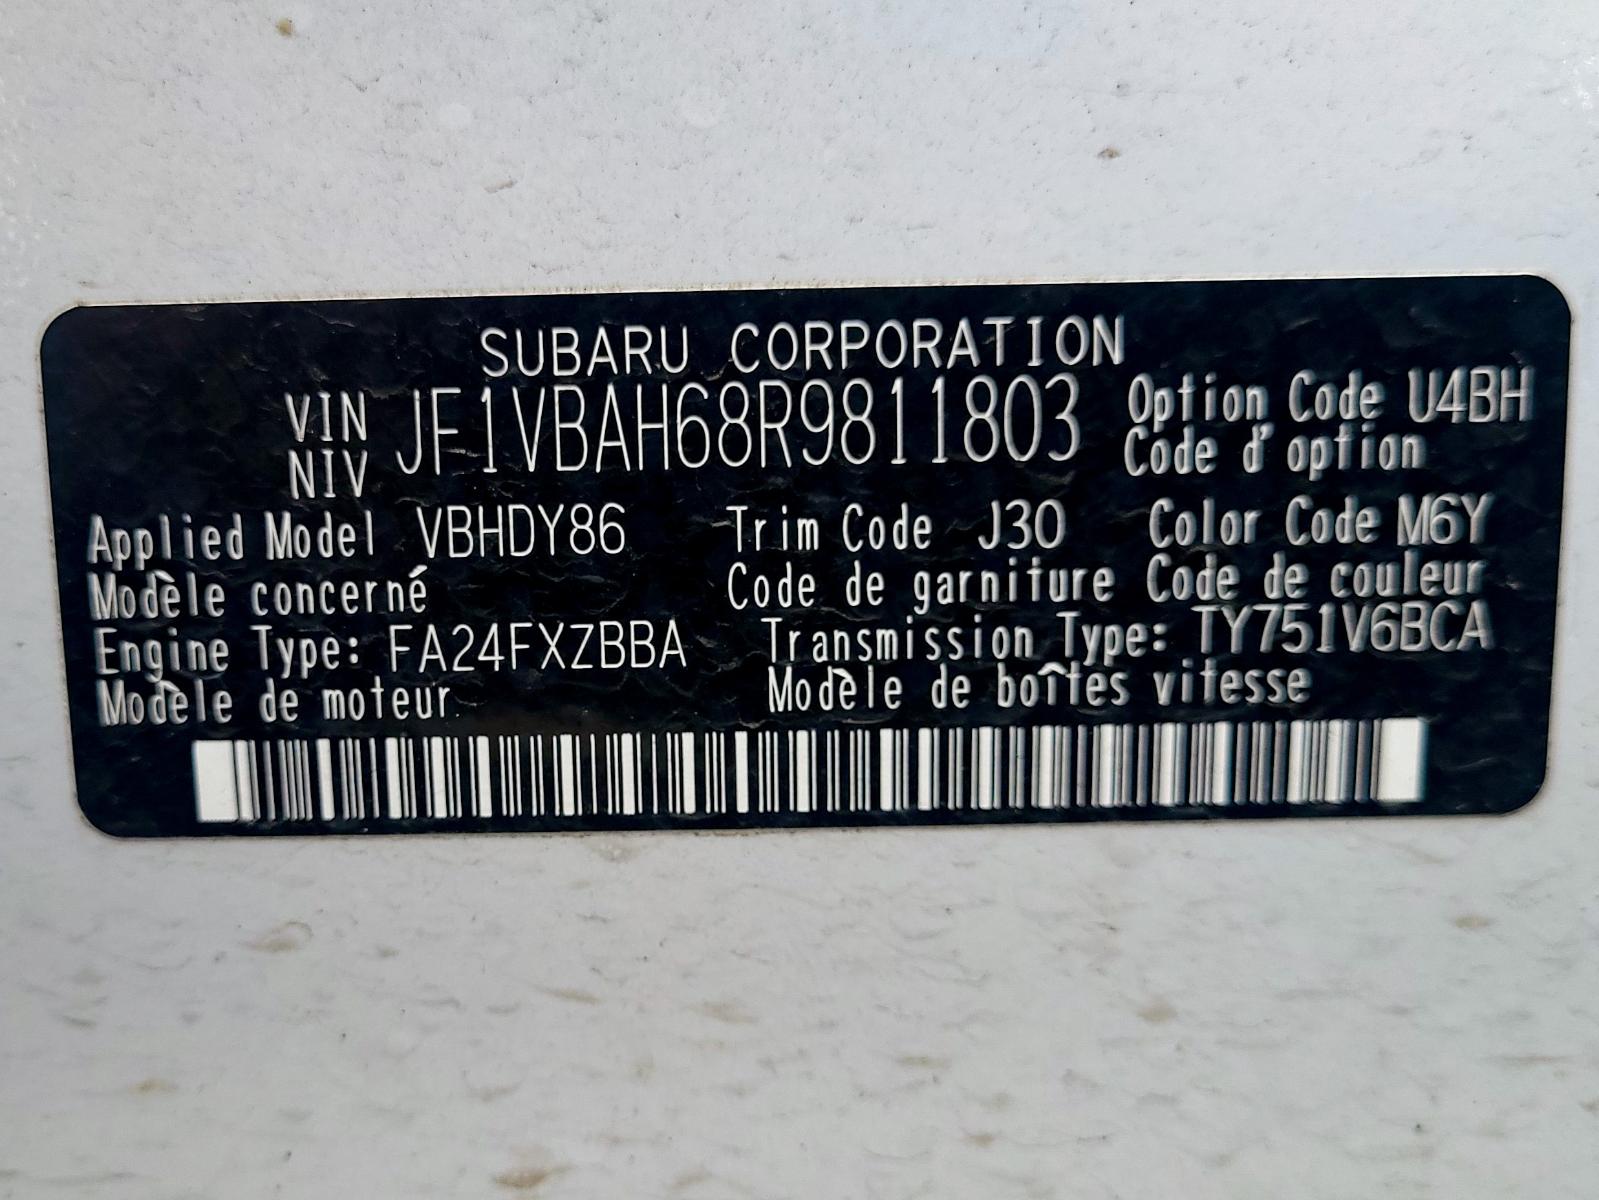 SUBARU CORPORATION
VIN JF1VBAH68R9811803 Option Code U4BH
NIV Code d'option
Applied Model VBHDY86 Trim Code J30 Color Code M6Y
Modèle concerné Code de garniture Code de couleur
Engine Type: FA24FXZBBA Transmission Type: TY751V6BCA
Modèle de moteur Modèle de boîtes vitesse